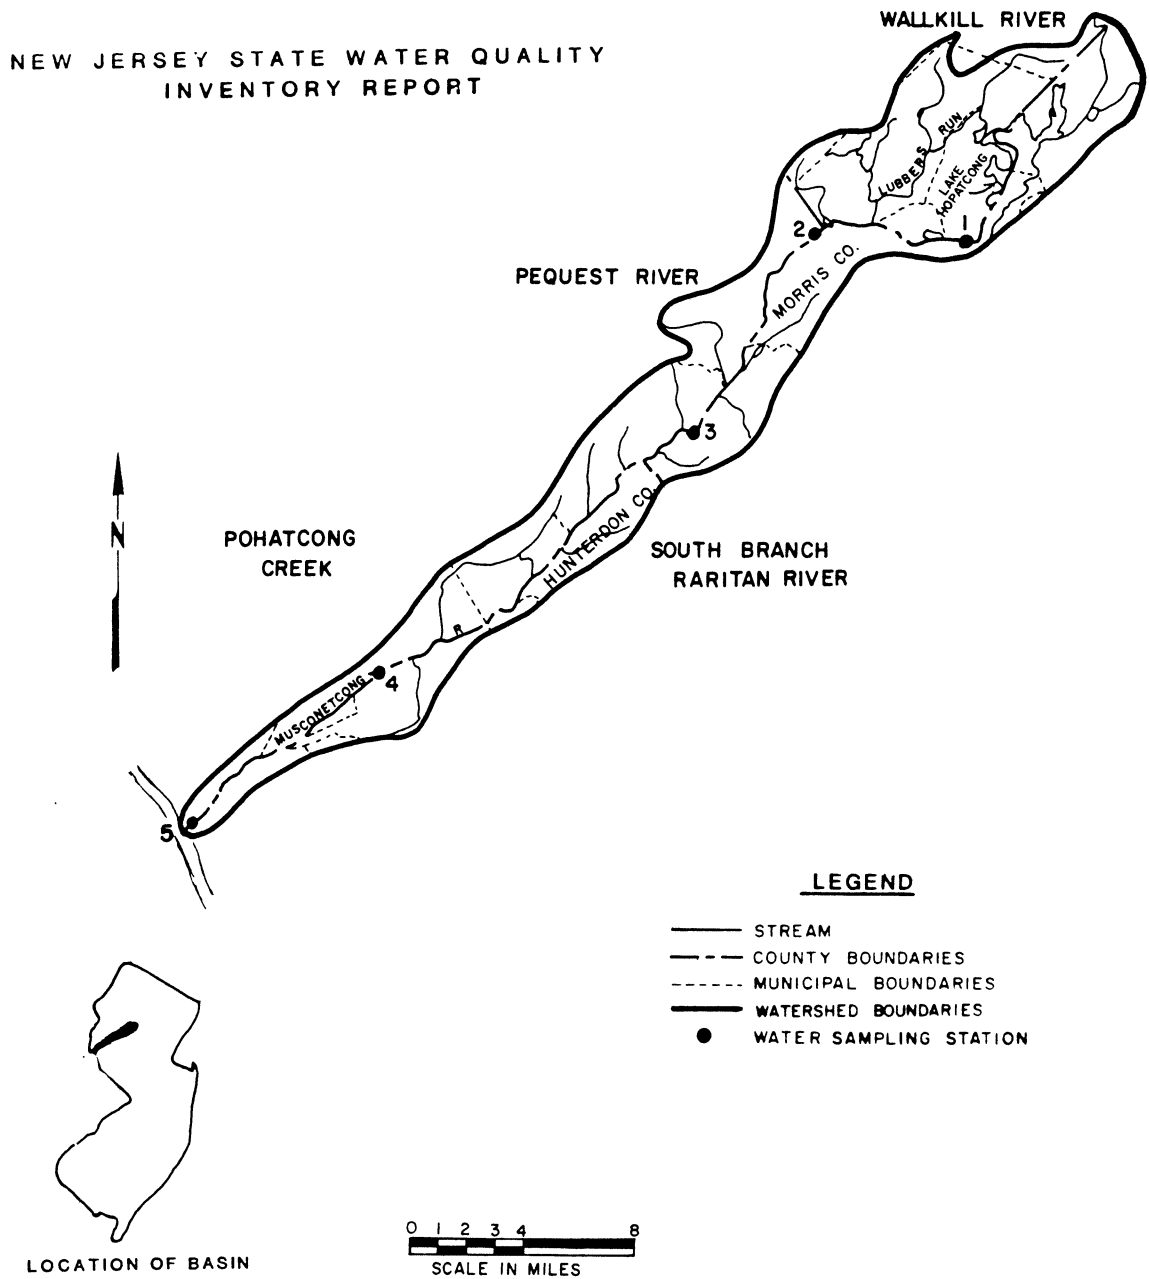 NEW JERSEY STATE WATER QUALITY
INVENTORY REPORT
WALLKILL RIVER
LUBBERS RUN
LAKE
HOPATCONG
1
2
MORRIS CO.
PEQUEST RIVER
3
N
POHATCONG
CREEK
HUNTERDON CO.
SOUTH BRANCH
RARITAN RIVER
MUSCONETCONG R
4
5
LEGEND
STREAM
COUNTY BOUNDARIES
MUNICIPAL BOUNDARIES
WATERSHED BOUNDARIES
WATER SAMPLING STATION
LOCATION OF BASIN
0 1 2 3 4 8
SCALE IN MILES